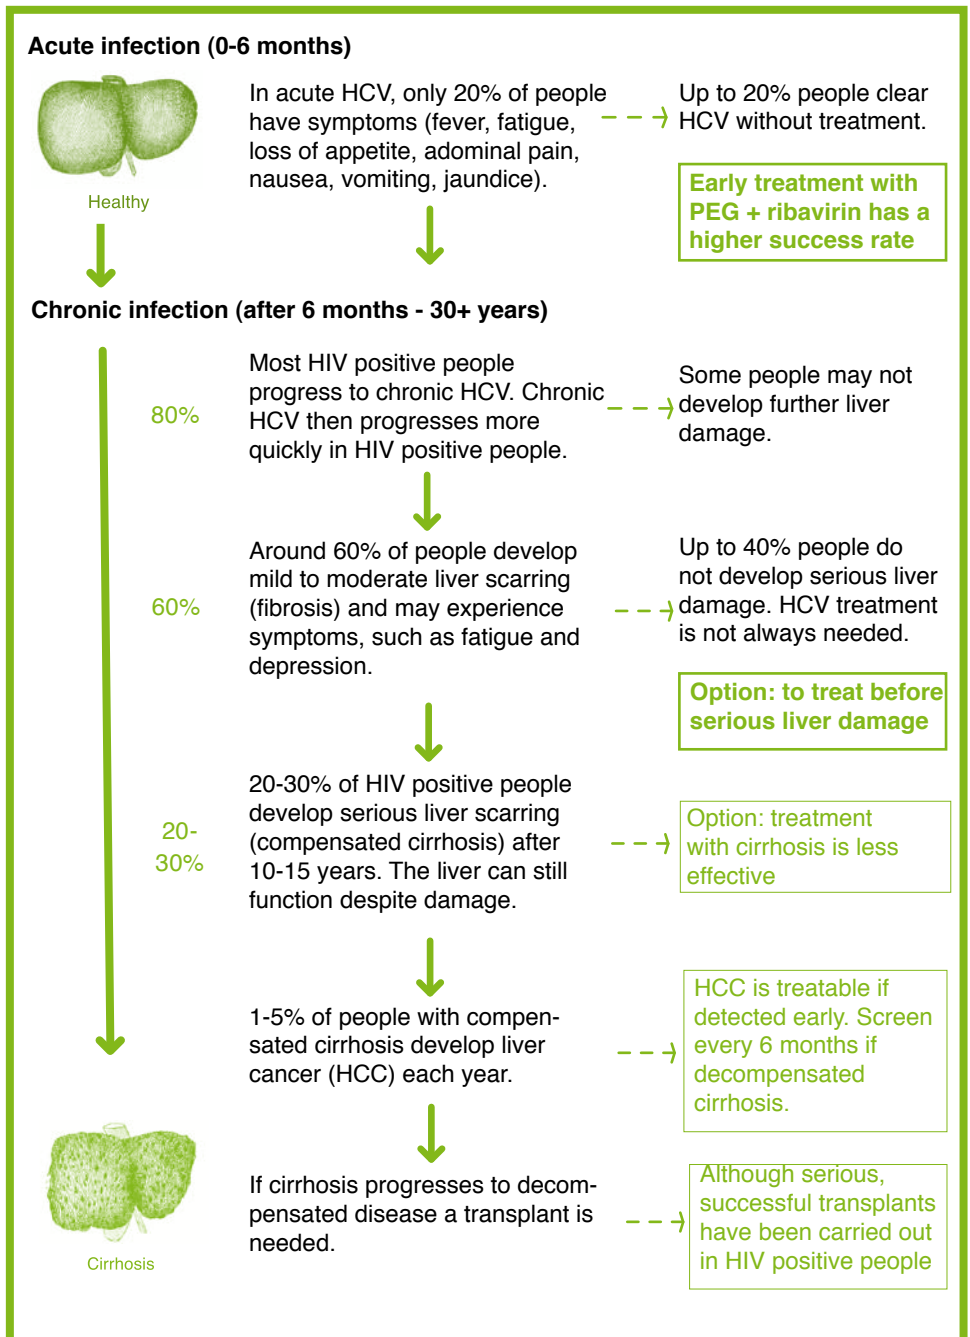 Acute infection (0-6 months)
Healthy
In acute HCV, only 20% of people
have symptoms (fever, fatigue,
loss of appetite, adominal pain,
nausea, vomiting, jaundice).
Up to 20% people clear
HCV without treatment.
Early treatment with
PEG + ribavirin has a
higher success rate
Chronic infection (after 6 months - 30+ years)
80%
Most HIV positive people
progress to chronic HCV. Chronic
HCV then progresses more
quickly in HIV positive people.
Some people may not
develop further liver
damage.
60%
Around 60% of people develop
mild to moderate liver scarring
(fibrosis) and may experience
symptoms, such as fatigue and
depression.
Up to 40% people do
not develop serious liver
damage. HCV treatment
is not always needed.
Option: to treat before
serious liver damage
20-
30%
20-30% of HIV positive people
develop serious liver scarring
(compensated cirrhosis) after
10-15 years. The liver can still
function despite damage.
Option: treatment
with cirrhosis is less
effective
1-5% of people with compen-
sated cirrhosis develop liver
cancer (HCC) each year.
HCC is treatable if
detected early. Screen
every 6 months if
decompensated
cirrhosis.
Cirrhosis
If cirrhosis progresses to decom-
pensated disease a transplant is
needed.
Although serious,
successful transplants
have been carried out
in HIV positive people